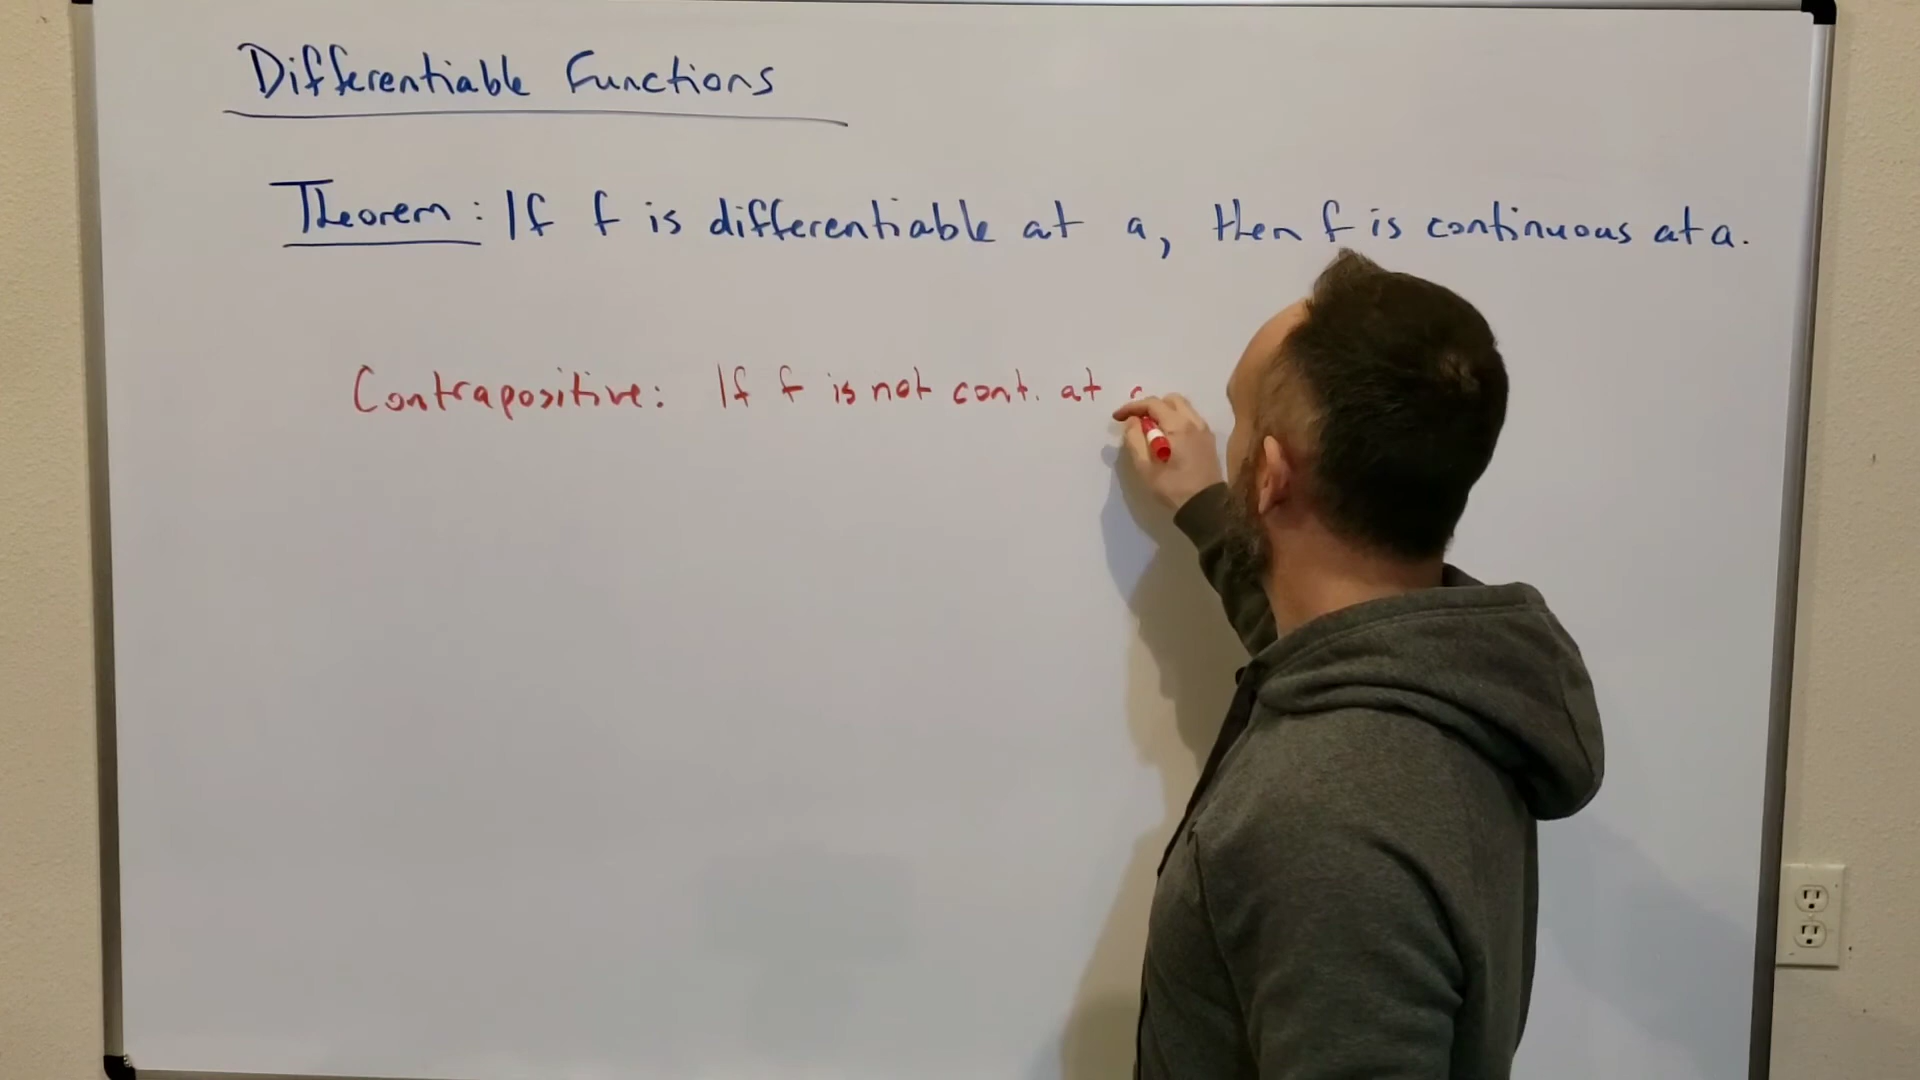 Differentiable Functions
Theorem: If f is differentiable at a, then f is continuous at a.
Contrapositive: If f is not cont. at